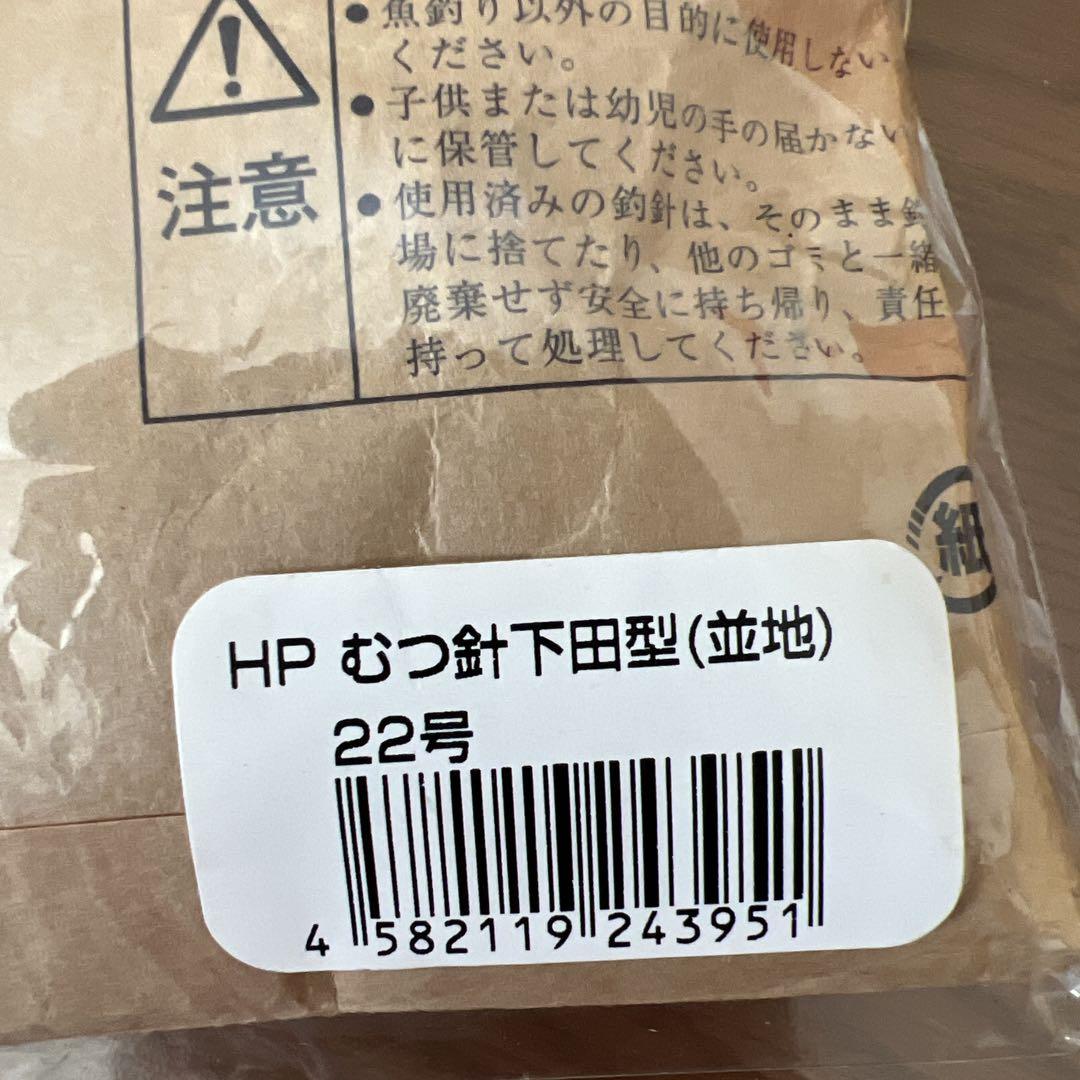 注意
●魚釣り以外の目的に使用しない
ください。
●子供または幼児の手の届かない
に保管してください。
●使用済みの釣針は、そのまま釣
場に捨てたり、他のゴミと一緒
廃棄せず安全に持ち帰り、責任
持って処理してください。
紙
HP むつ針下田型(並地)
22号
4 582119 243951